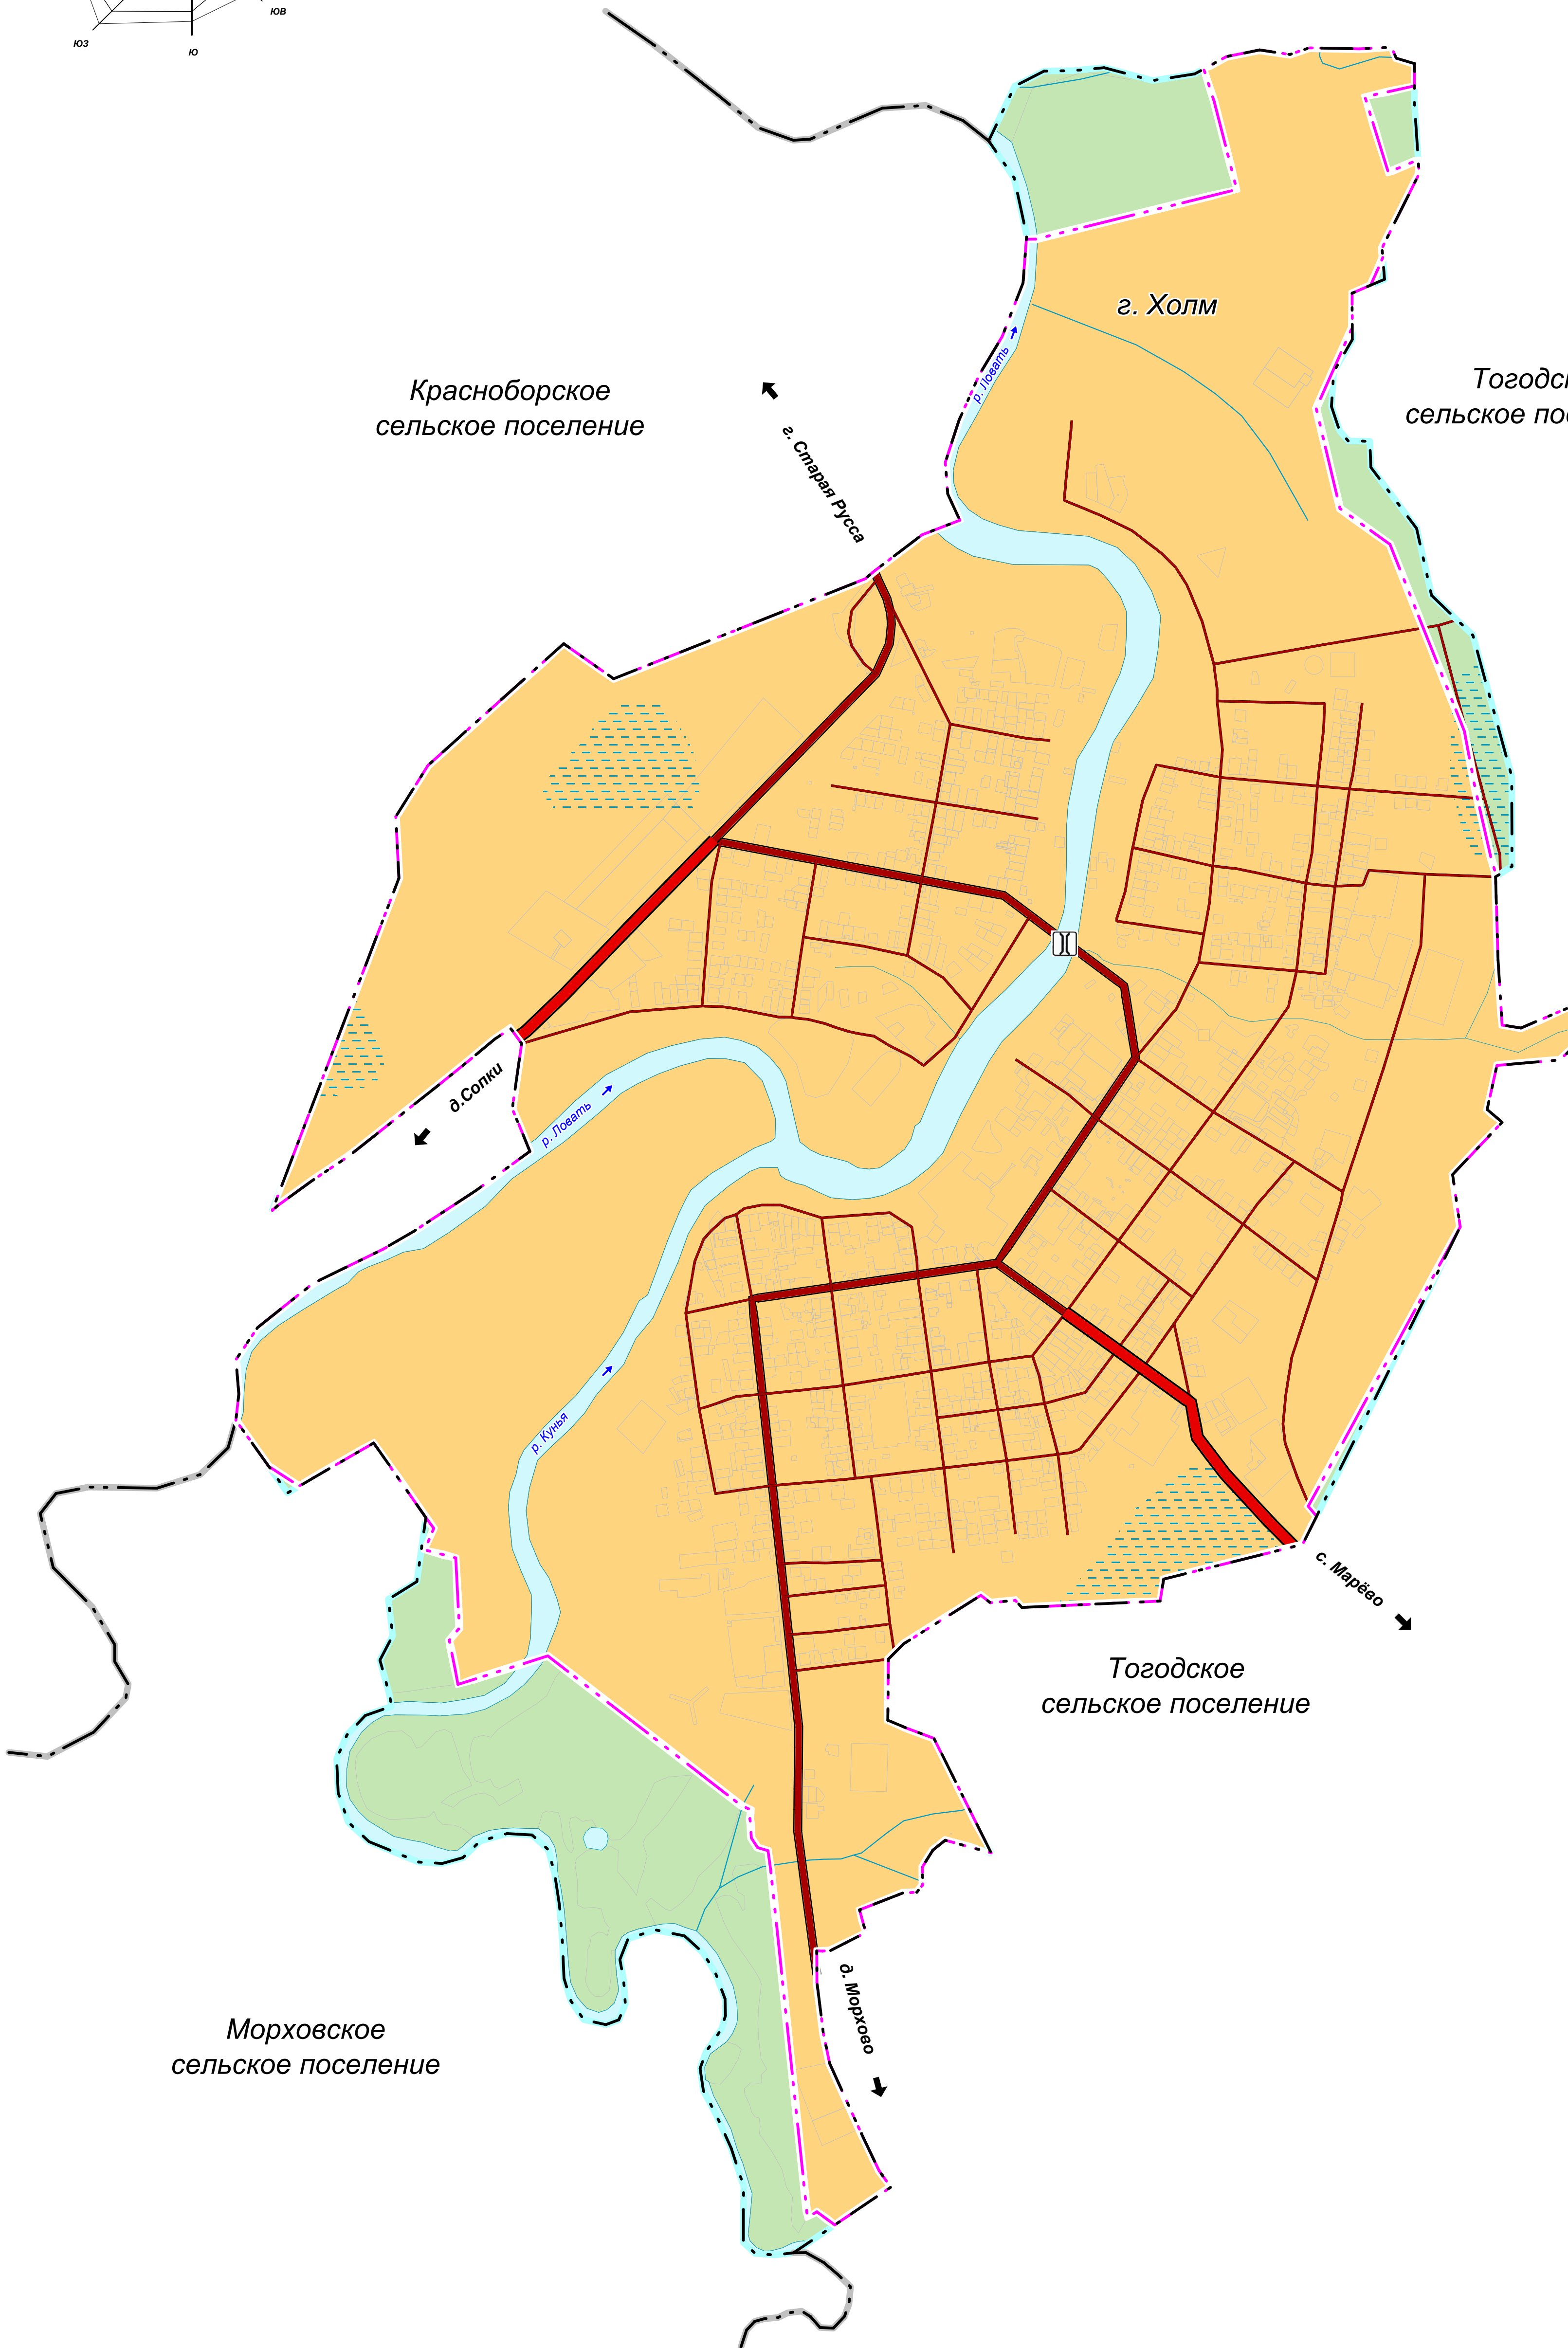 ЮВ
ЮЗ
Ю
г. Холм
р. Ловать
Красноборское
сельское поселение
г. Старая Русса
Тогодск
сельское пос
д.Сопки
р. Ловать
р. Кунья
с. Марёво
Тогодское
сельское поселение
д. Морхово
Морховское
сельское поселение